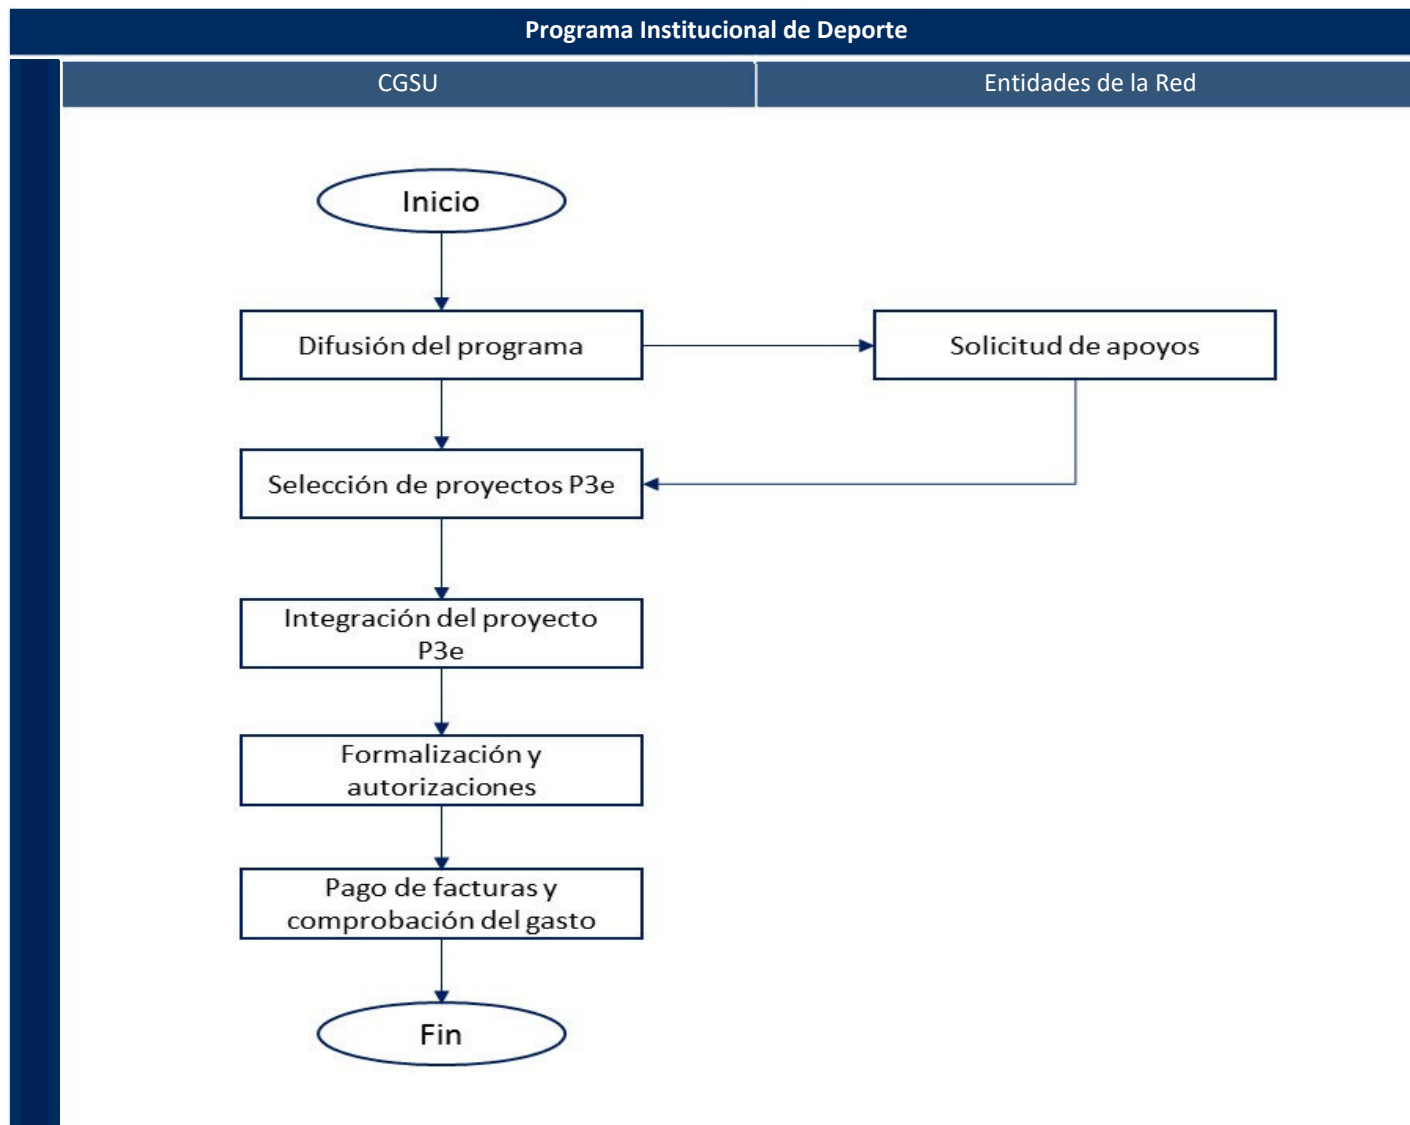 Programa Institucional de Deporte
CGSU
Entidades de la Red
Inicio
Difusión del programa
Solicitud de apoyos
Selección de proyectos P3e
Integración del proyecto
P3e
Formalización y
autorizaciones
Pago de facturas y
comprobación del gasto
Fin